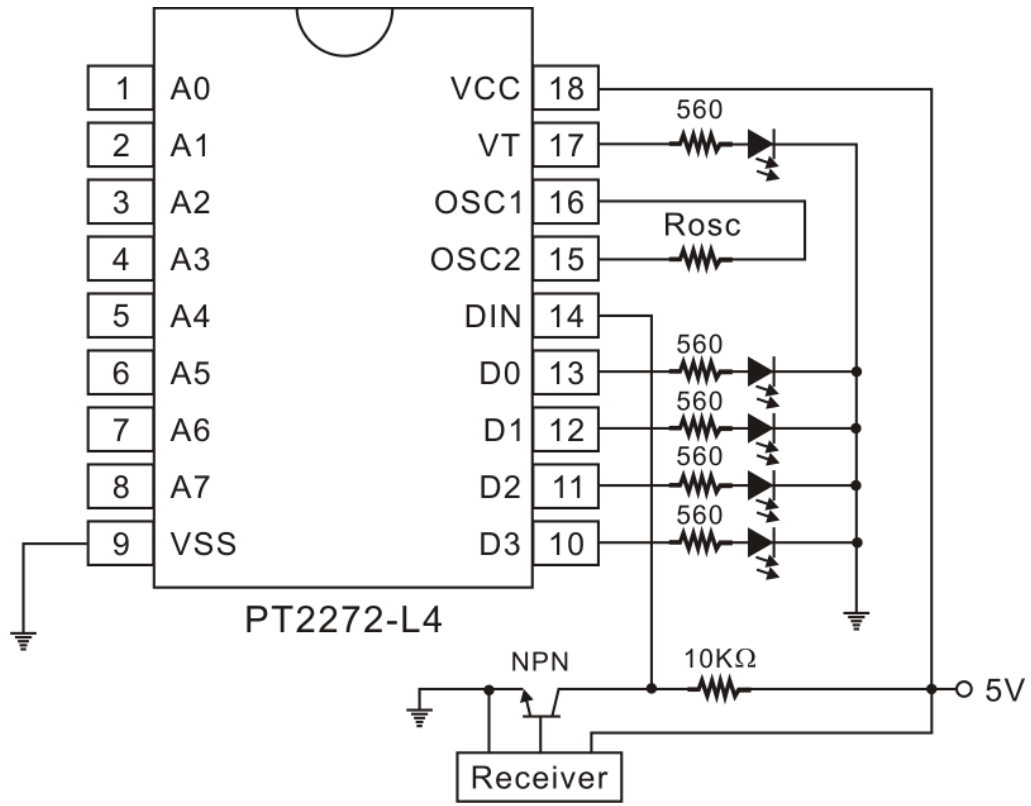 1 A0 VCC 18
560
2 A1 VT 17
3 A2 OSC1 16
Rosc
4 A3 OSC2 15
5 A4 DIN 14
560
6 A5 D0 13
560
7 A6 D1 12
560
8 A7 D2 11
560
9 VSS D3 10
PT2272-L4
NPN 10KΩ
5V
Receiver